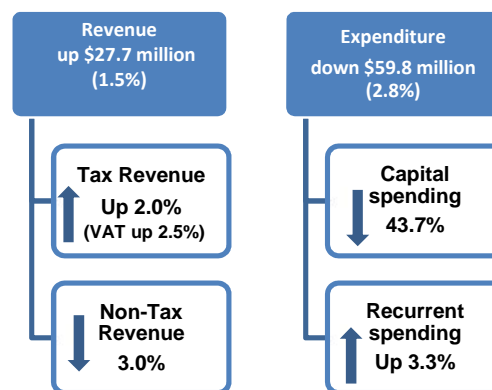 Revenue
up $27.7 million
(1.5%)
Tax Revenue
Up 2.0%
(VAT up 2.5%)
Non-Tax
Revenue
3.0%
Expenditure
down $59.8 million
(2.8%)
Capital
spending
43.7%
Recurrent
spending
Up 3.3%